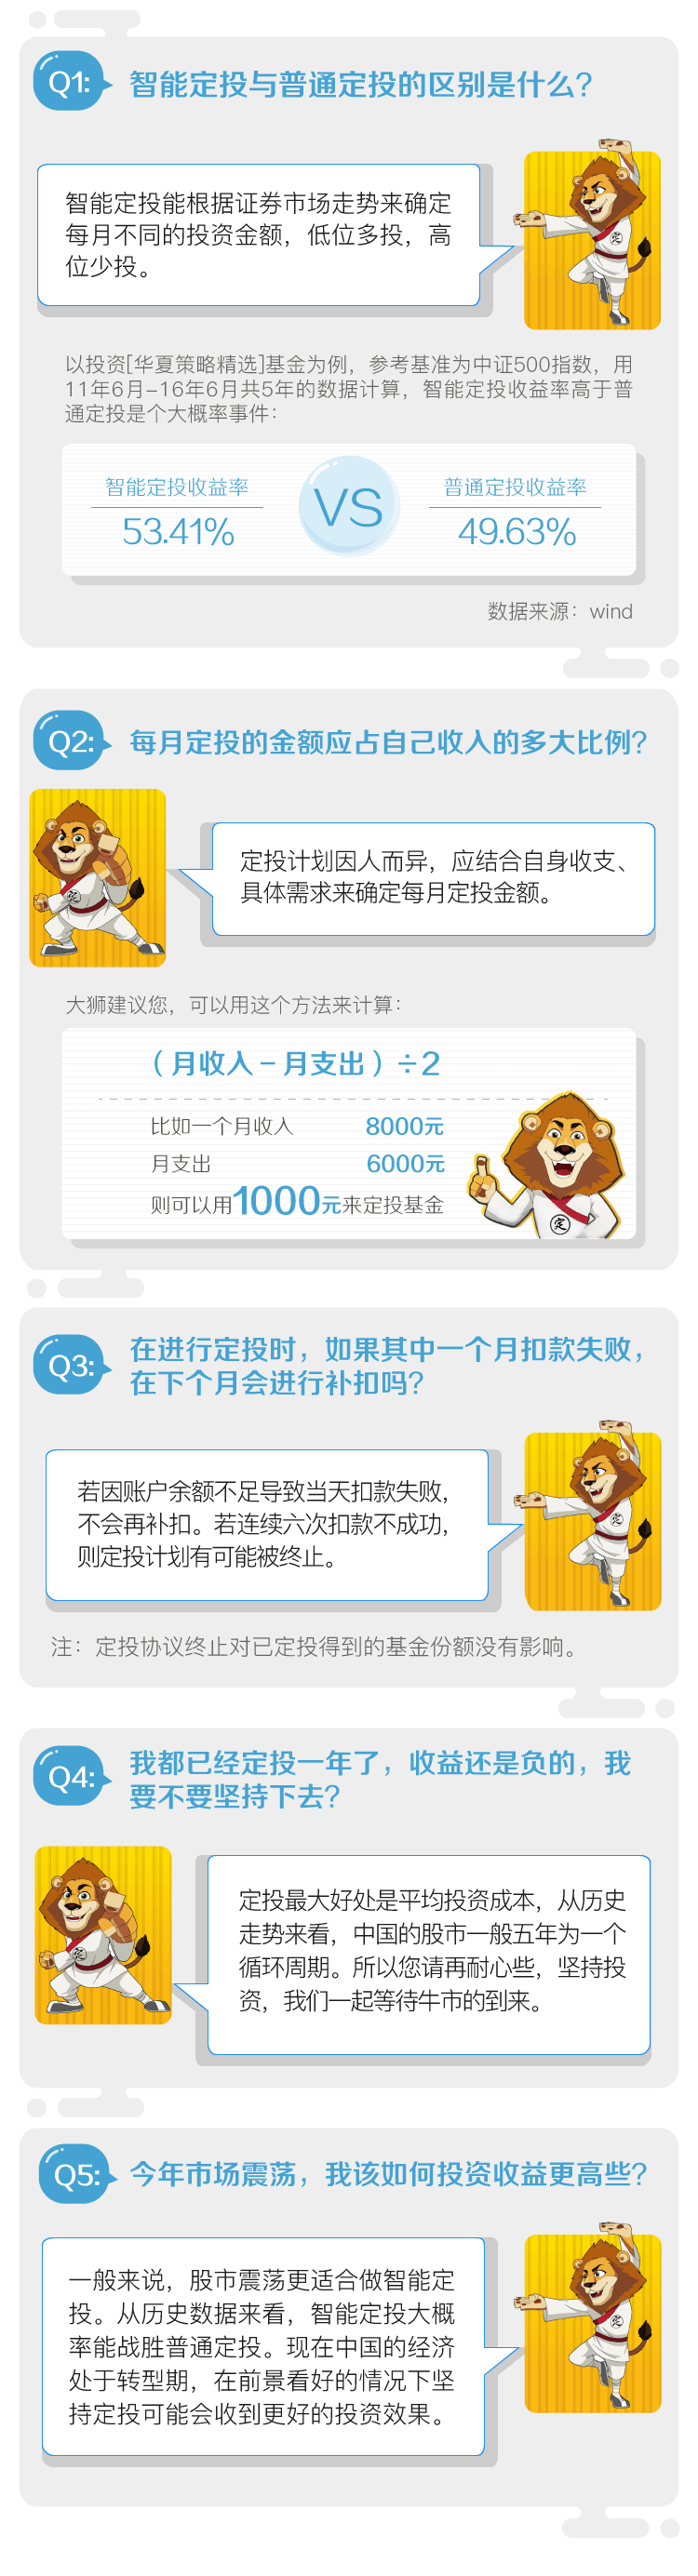 Q1:
智能定投与普通定投的区别是什么？
智能定投能根据证券市场走势来确定
每月不同的投资金额，低位多投，高
位少投。
以投资[华夏策略精选]基金为例，参考基准为中证500指数，用
11年6月-16年6月共5年的数据计算，智能定投收益率高于普
通定投是个大概率事件：
智能定投收益率
53.41%
VS
普通定投收益率
49.63%
数据来源：wind
Q2:
每月定投的金额应占自己收入的多大比例？
定投计划因人而异，应结合自身收支、
具体需求来确定每月定投金额。
大狮建议您，可以用这个方法来计算：
（月收入-月支出）÷2
比如一个月收入 8000元
月支出 6000元
则可以用1000元来定投基金
定
Q3:
在进行定投时，如果其中一个月扣款失败，
在下个月会进行补扣吗？
若因账户余额不足导致当天扣款失败，
不会再补扣。若连续六次扣款不成功，
则定投计划有可能被终止。
注：定投协议终止对已定投得到的基金份额没有影响。
Q4:
我都已经定投一年了，收益还是负的，我
要不要坚持下去？
定投最大好处是平均投资成本，从历史
走势来看，中国的股市一般五年为一个
循环周期。所以您请再耐心些，坚持投
资，我们一起等待牛市的到来。
Q5:
今年市场震荡，我该如何投资收益更高些？
一般来说，股市震荡更适合做智能定
投。从历史数据来看，智能定投大概
率能战胜普通定投。现在中国的经济
处于转型期，在前景看好的情况下坚
持定投可能会收到更好的投资效果。